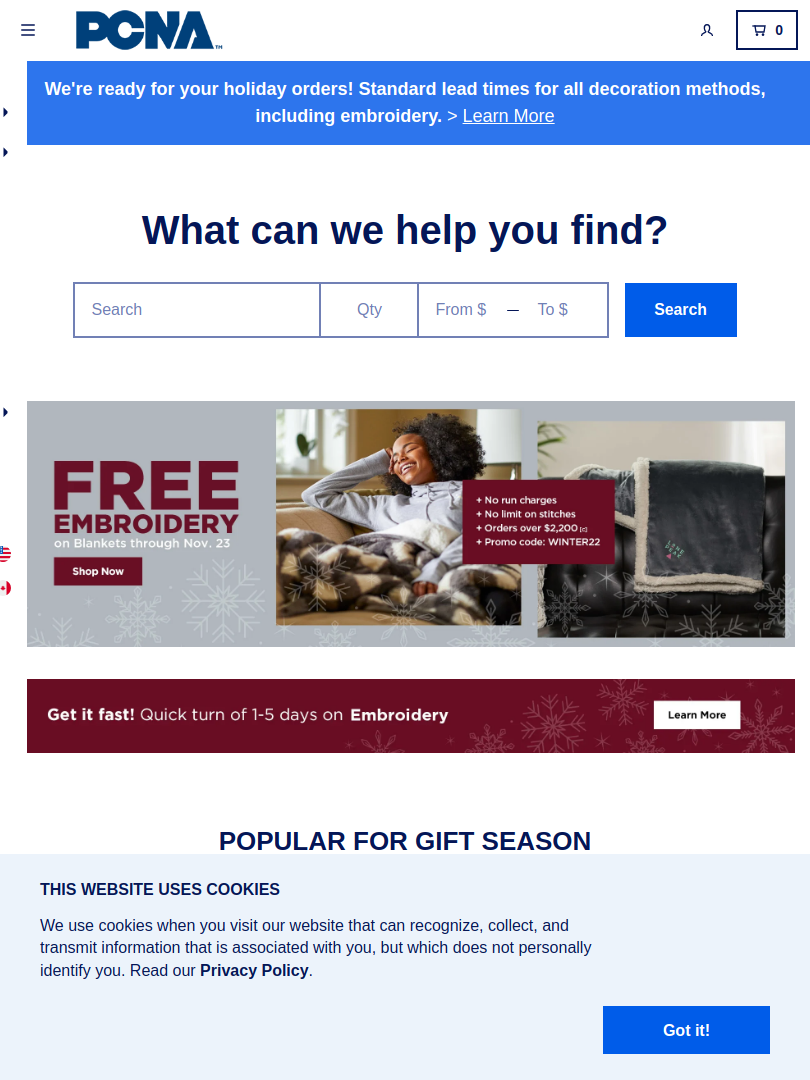 PCNA™
0
We're ready for your holiday orders! Standard lead times for all decoration methods,
including embroidery. > Learn More
What can we help you find?
Search
Qty
From $ — To $
Search
FREE
EMBROIDERY
on Blankets through Nov. 23
Shop Now
+ No run charges
+ No limit on stitches
+ Orders over $2,200 [C]
+ Promo code: WINTER22
Get it fast! Quick turn of 1-5 days on Embroidery
Learn More
POPULAR FOR GIFT SEASON
THIS WEBSITE USES COOKIES
We use cookies when you visit our website that can recognize, collect, and
transmit information that is associated with you, but which does not personally
identify you. Read our Privacy Policy.
Got it!